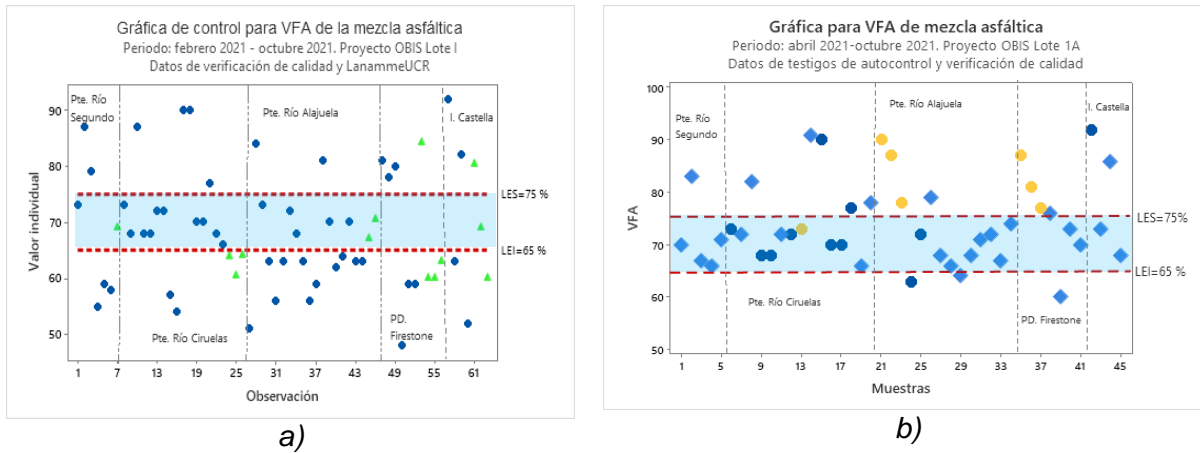 Gráfica de control para VFA de la mezcla asfáltica
Periodo: febrero 2021 - octubre 2021. Proyecto OBIS Lote I
Datos de verificación de calidad y LanammeUCR
Valor individual
90
80
70
60
50
Pte. Río
Segundo
Pte. Río Alajuela
I. Castella
LES=75 %
LEI=65 %
Pte. Río Ciruelas
PD.
Firestone
1 7 13 19 25 31 37 43 49 55 61
Observación
a)
Gráfica para VFA de mezcla asfáltica
Periodo: abril 2021-octubre 2021. Proyecto OBIS Lote 1A
Datos de testigos de autocontrol y verificación de calidad
VFA
100
90
80
70
60
50
Pte. Río
Segundo
Pte. Río Alajuela
I. Castella
LES=75%
LEI=65 %
Pte. Río Ciruelas
PD. Firestone
1 5 9 13 17 21 25 29 33 37 41 45
Muestras
b)